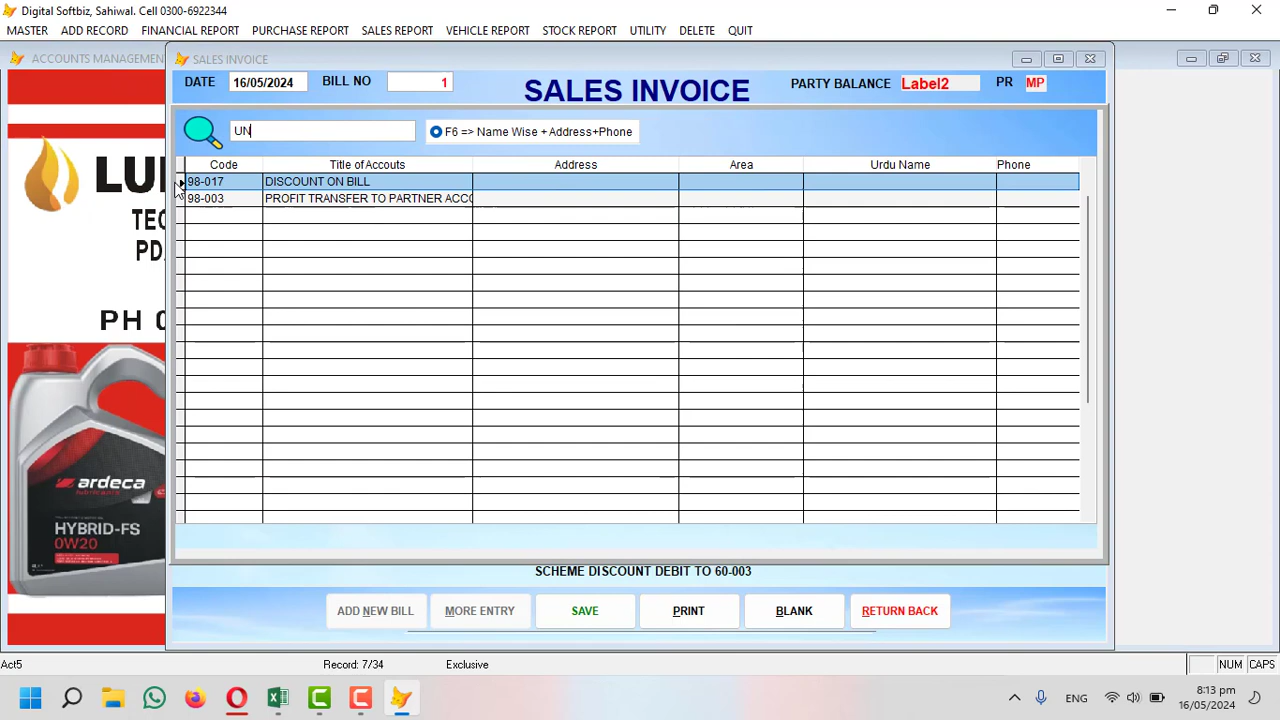 Digital Softbiz, Sahiwal. Cell 0300-6922344
MASTER ADD RECORD FINANCIAL REPORT PURCHASE REPORT SALES REPORT VEHICLE REPORT STOCK REPORT UTILITY DELETE QUIT
ACCOUNTS MANAGEMEN
SALES INVOICE
DATE 16/05/2024 BILL NO 1 SALES INVOICE PARTY BALANCE Label2 PR MP
UN F6 => Name Wise + Address+Phone
Code Title of Accouts Address Area Urdu Name Phone
98-017 DISCOUNT ON BILL
98-003 PROFIT TRANSFER TO PARTNER ACCO
LU
TEC
PD
PH 0
ardeca
lubricants
HYBRID-FS
0W20
SCHEME DISCOUNT DEBIT TO 60-003
ADD NEW BILL MORE ENTRY SAVE PRINT BLANK RETURN BACK
Act5 Record: 7/34 Exclusive NUM CAPS
ENG 8:13 pm
16/05/2024